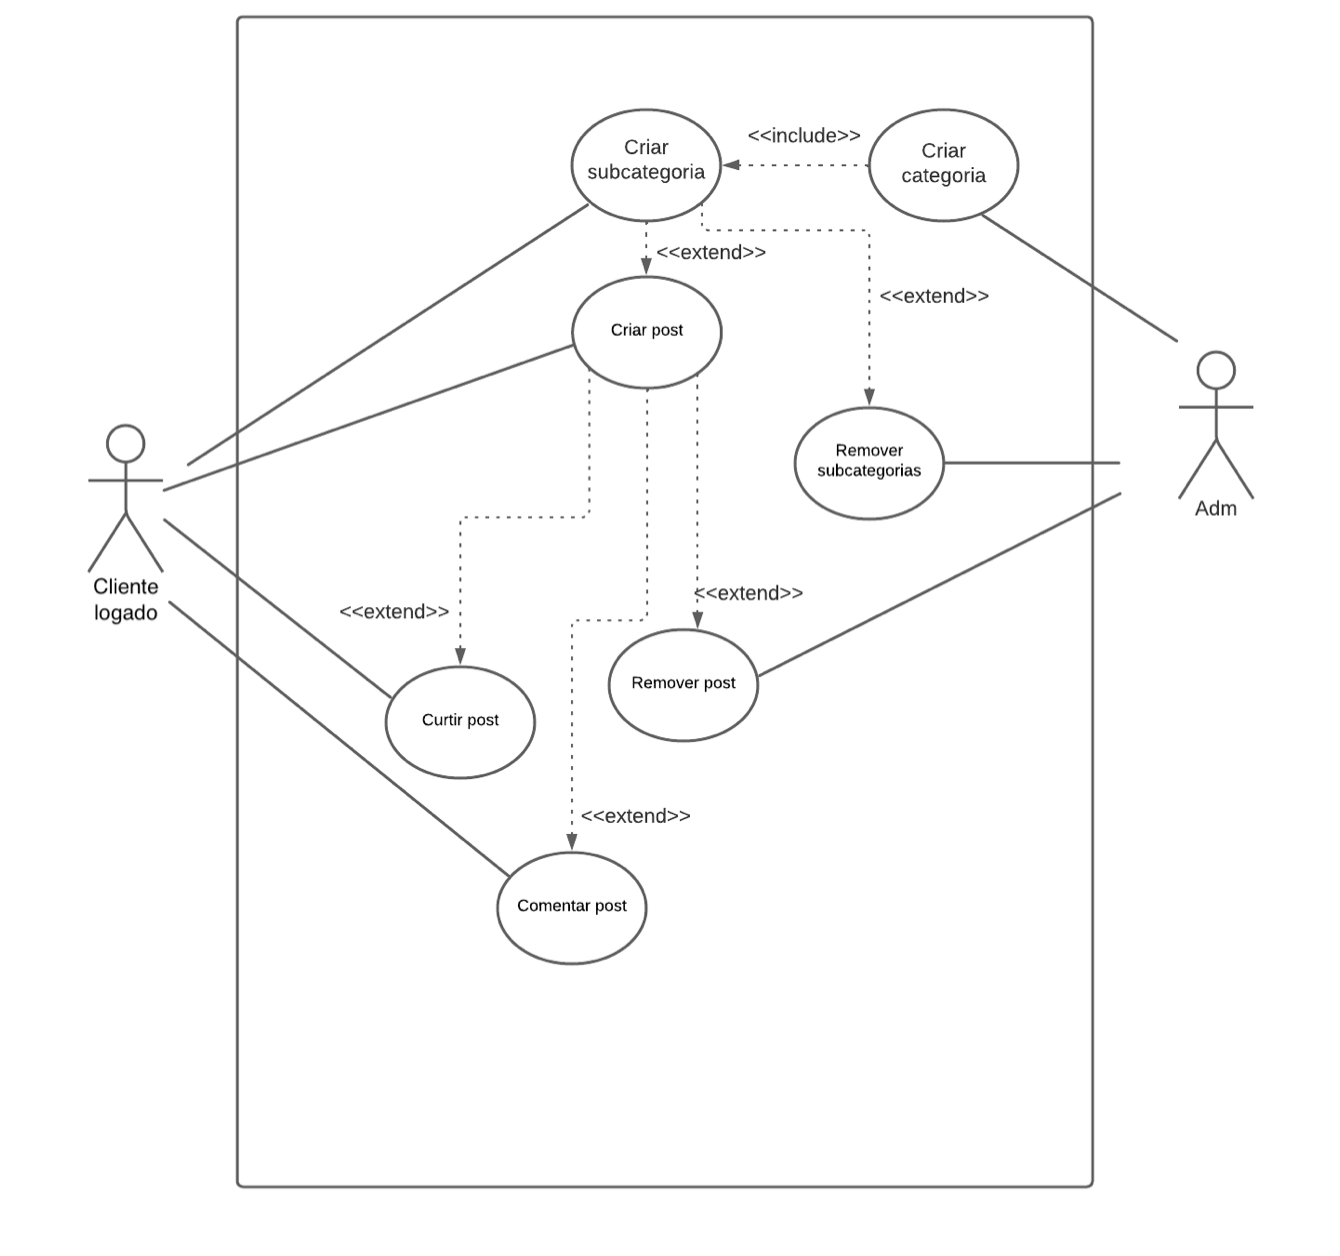 Criar
subcategoria
<<include>>
Criar
categoria
<<extend>>
<<extend>>
Criar post
Remover
subcategorias
Adm
Cliente
logado
<<extend>>
<<extend>>
Remover post
Curtir post
<<extend>>
Comentar post